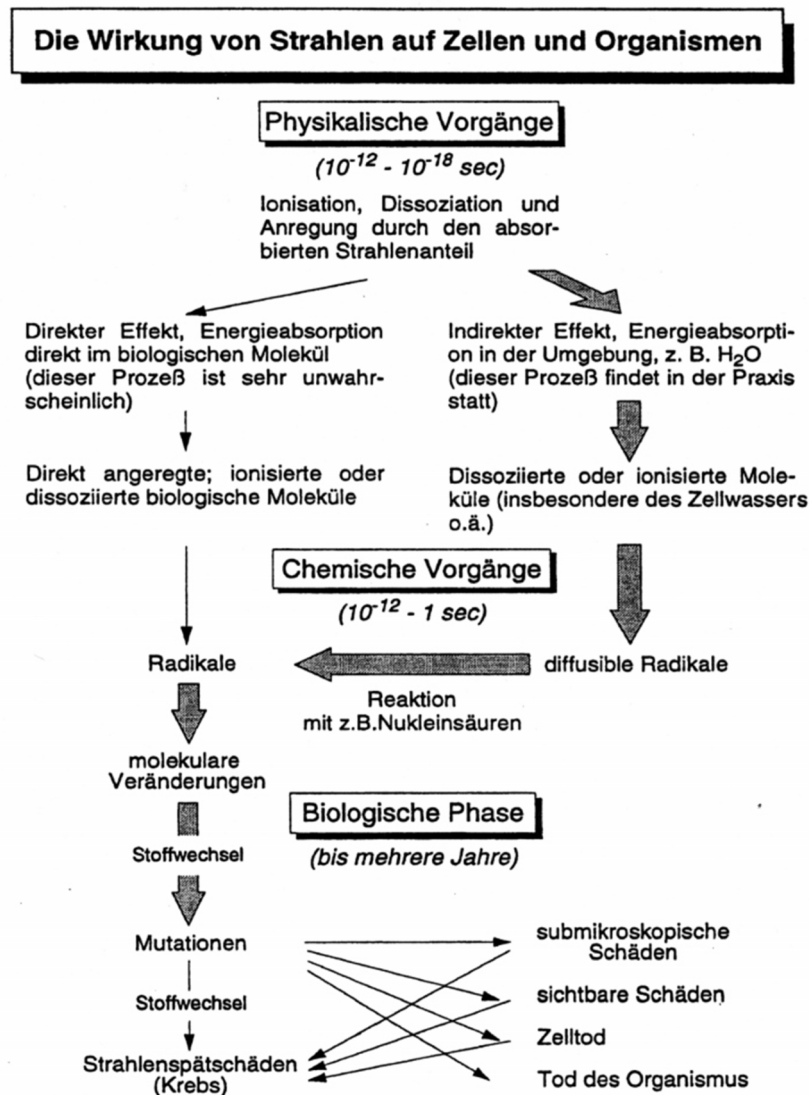 Die Wirkung von Strahlen auf Zellen und Organismen
Physikalische Vorgänge
(10⁻¹² - 10⁻¹⁸ sec)
Ionisation, Dissoziation und
Anregung durch den absor-
bierten Strahlenanteil
Direkter Effekt, Energieabsorption
direkt im biologischen Molekül
(dieser Prozeß ist sehr unwahr-
scheinlich)
Indirekter Effekt, Energieabsorpti-
on in der Umgebung, z. B. H₂O
(dieser Prozeß findet in der Praxis
statt)
Direkt angeregte; ionisierte oder
dissoziierte biologische Moleküle
Dissoziierte oder ionisierte Mole-
küle (insbesondere des Zellwassers
o.ä.)
Chemische Vorgänge
(10⁻¹² - 1 sec)
Radikale
diffusible Radikale
Reaktion
mit z.B.Nukleinsäuren
molekulare
Veränderungen
Biologische Phase
(bis mehrere Jahre)
Stoffwechsel
Mutationen
Stoffwechsel
Strahlenspätschäden
(Krebs)
submikroskopische
Schäden
sichtbare Schäden
Zelltod
Tod des Organismus